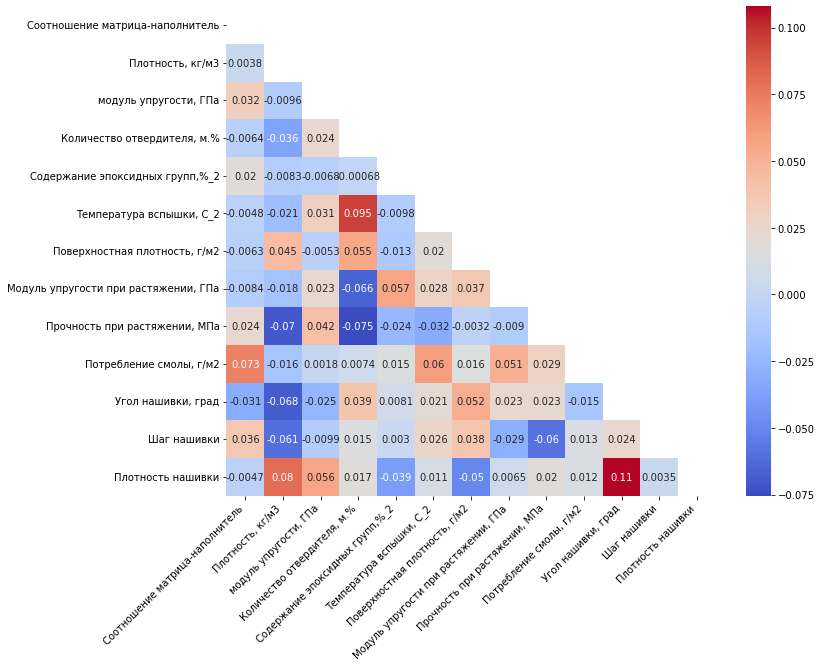 Соотношение матрица-наполнитель
Плотность, кг/м3 0.0038
модуль упругости, ГПа 0.032 -0.0096
Количество отвердителя, м.% -0.0064 -0.036 0.024
Содержание эпоксидных групп,%_2 0.02 -0.0083 -0.0068 -0.00068
Температура вспышки, С_2 -0.0048 -0.021 0.031 0.095 -0.0098
Поверхностная плотность, г/м2 -0.0063 0.045 -0.0053 0.055 -0.013 0.02
Модуль упругости при растяжении, ГПа -0.0084 -0.018 0.023 -0.066 0.057 0.028 0.037
Прочность при растяжении, МПа 0.024 -0.07 0.042 -0.075 -0.024 -0.032 -0.0032 -0.009
Потребление смолы, г/м2 0.073 -0.016 0.0018 0.0074 0.015 0.06 0.016 0.051 0.029
Угол нашивки, град -0.031 -0.068 -0.025 0.039 0.0081 0.021 0.052 0.023 0.023 -0.015
Шаг нашивки 0.036 -0.061 -0.0099 0.015 0.003 0.026 0.038 -0.029 -0.06 0.013 0.024
Плотность нашивки -0.0047 0.08 0.056 0.017 -0.039 0.011 -0.05 0.0065 0.02 0.012 0.11 0.0035
Соотношение матрица-наполнитель
Плотность, кг/м3
модуль упругости, ГПа
Количество отвердителя, м.%
Содержание эпоксидных групп,%_2
Температура вспышки, С_2
Поверхностная плотность, г/м2
Модуль упругости при растяжении, ГПа
Прочность при растяжении, МПа
Потребление смолы, г/м2
Угол нашивки, град
Шаг нашивки
Плотность нашивки
0.100
0.075
0.050
0.025
0.000
-0.025
-0.050
-0.075